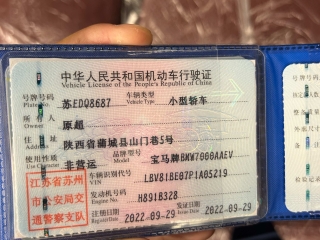 中华人民共和国机动车行驶证
Vehicle License of the People's Republic of China
号牌号码 苏EDQ8687 车辆类型 小型轿车
Plate No. Vehicle Type
所有人 原超
Owner
住址 陕西省蒲城县山门巷5号
Address
使用性质 非营运 品牌型号 宝马牌BMW7000AAEV
Use Character Model
江苏省苏州
市公安局交
通警察支队
车辆识别代号 LBV81BE07PIA05219
VIN
发动机号码 H891B328
Engine No.
注册日期 2022-09-29 发证日期 2022-09-29
Register Date Issue Date